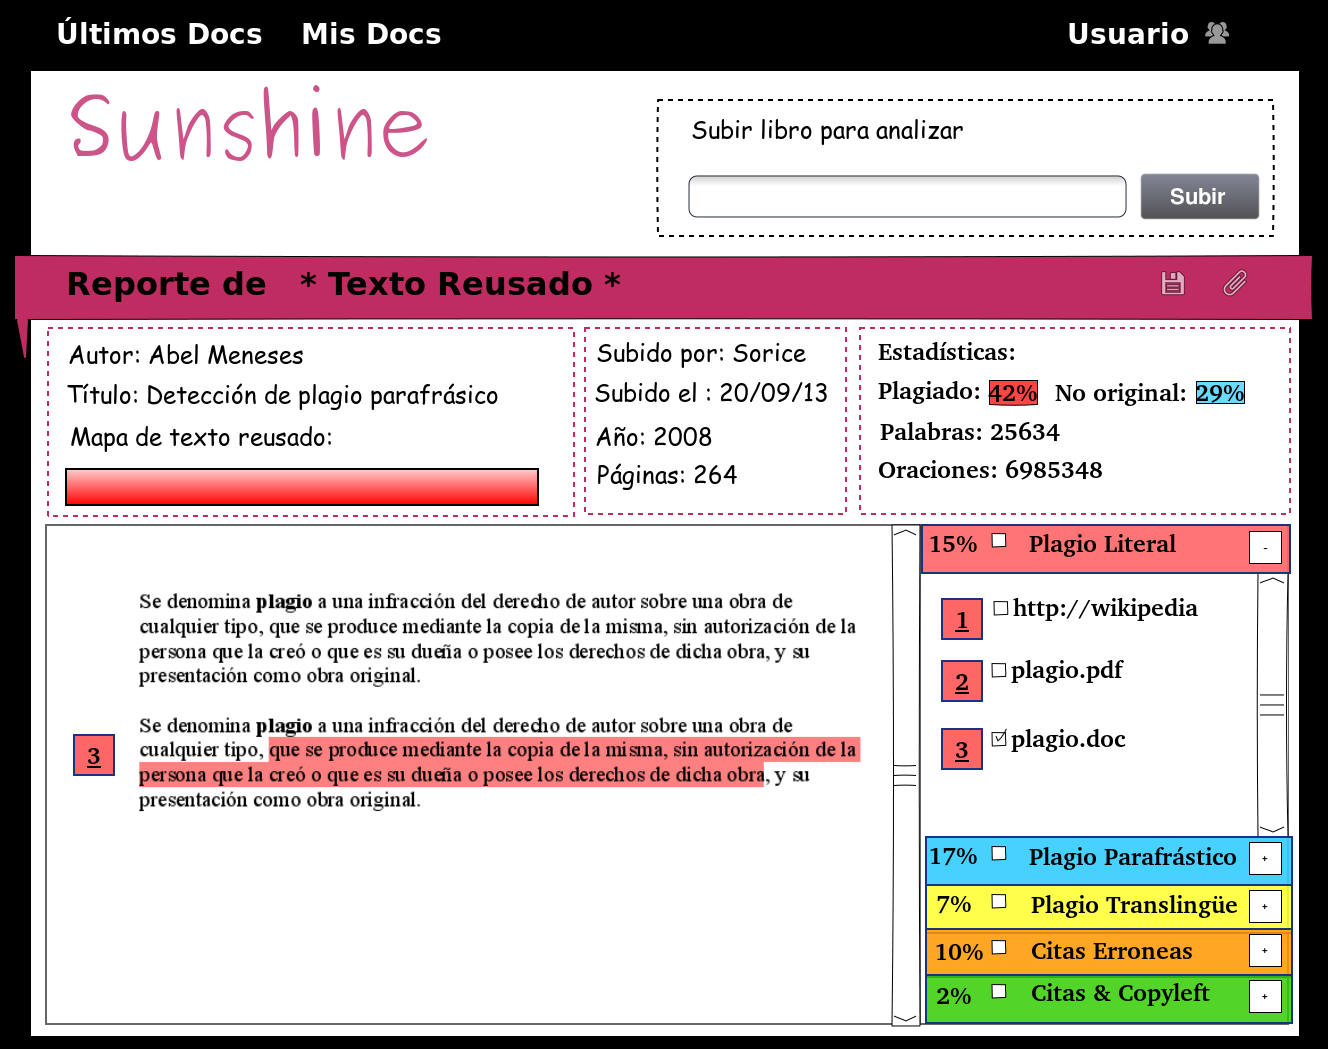 Últimos Docs Mis Docs Usuario
Sunshine
Subir libro para analizar
Subir
Reporte de * Texto Reusado *
Autor: Abel Meneses
Título: Detección de plagio parafrásico
Mapa de texto reusado:
Subido por: Sorice
Subido el : 20/09/13
Año: 2008
Páginas: 264
Estadísticas:
Plagiado: 42% No original: 29%
Palabras: 25634
Oraciones: 6985348
Se denomina plagio a una infracción del derecho de autor sobre una obra de
cualquier tipo, que se produce mediante la copia de la misma, sin autorización de la
persona que la creó o que es su dueña o posee los derechos de dicha obra, y su
presentación como obra original.
Se denomina plagio a una infracción del derecho de autor sobre una obra de
cualquier tipo, que se produce mediante la copia de la misma, sin autorización de la
3
persona que la creó o que es su dueña o posee los derechos de dicha obra, y su
presentación como obra original.
15% Plagio Literal -
1 http://wikipedia
2 plagio.pdf
3 plagio.doc
17% Plagio Parafrástico +
7% Plagio Translingüe +
10% Citas Erroneas +
2% Citas & Copyleft +